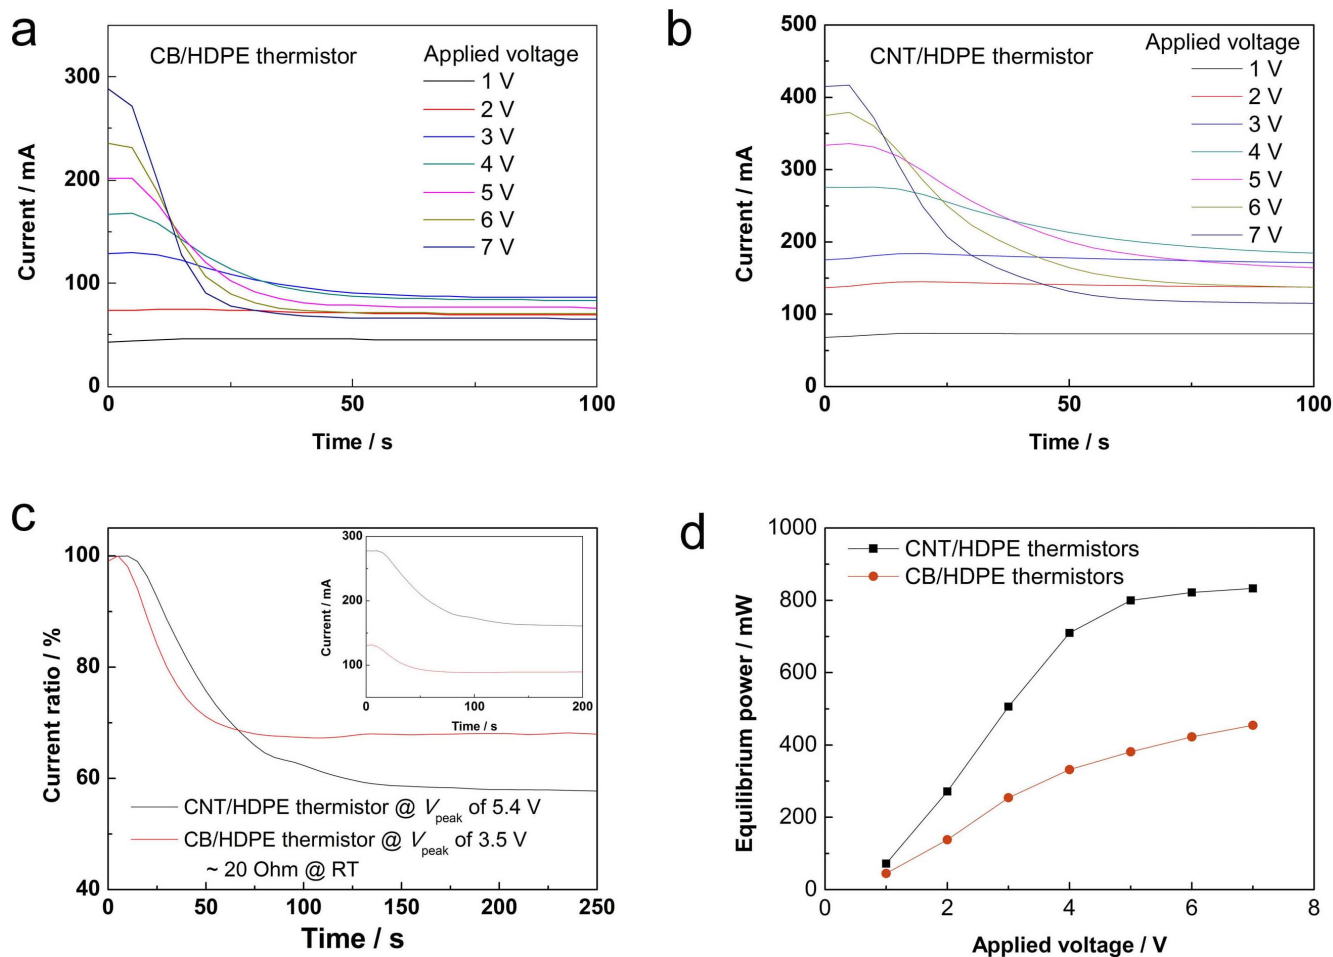 a
CB/HDPE thermistor
Applied voltage
1 V
2 V
3 V
4 V
5 V
6 V
7 V
300
200
100
0
Current / mA
0 50 100
Time / s
b
CNT/HDPE thermistor
Applied voltage
1 V
2 V
3 V
4 V
5 V
6 V
7 V
500
450
400
350
300
250
200
150
100
50
0
Current / mA
0 50 100
Time / s
c
100
80
60
40
Current ratio / %
300
200
100
Current / mA
0 100 200
Time / s
CNT/HDPE thermistor @ Vpeak of 5.4 V
CB/HDPE thermistor @ Vpeak of 3.5 V
~ 20 Ohm @ RT
0 50 100 150 200 250
Time / s
d
CNT/HDPE thermistors
CB/HDPE thermistors
1000
800
600
400
200
0
Equilibrium power / mW
0 2 4 6 8
Applied voltage / V